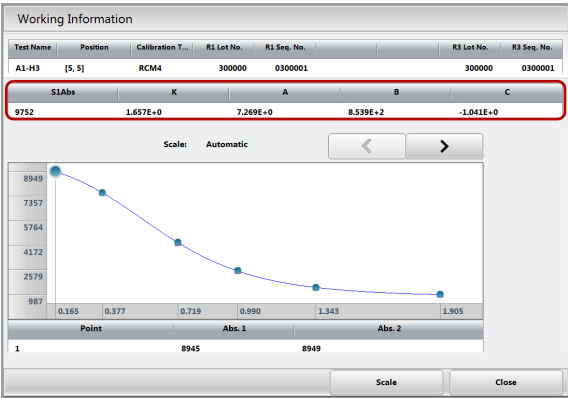 Working Information
Test Name Position Calibration T... R1 Lot No. R1 Seq. No. R3 Lot No. R3 Seq. No.
A1-H3 [5, 5] RCM4 300000 0300001 300000 0300001
S1Abs K A B C
9752 1.657E+0 7.269E+0 8.539E+2 -1.041E+0
Scale: Automatic
8949
7357
5764
4172
2579
987
0.165 0.377 0.719 0.990 1.343 1.905
Point Abs. 1 Abs. 2
1 8945 8949
Scale Close